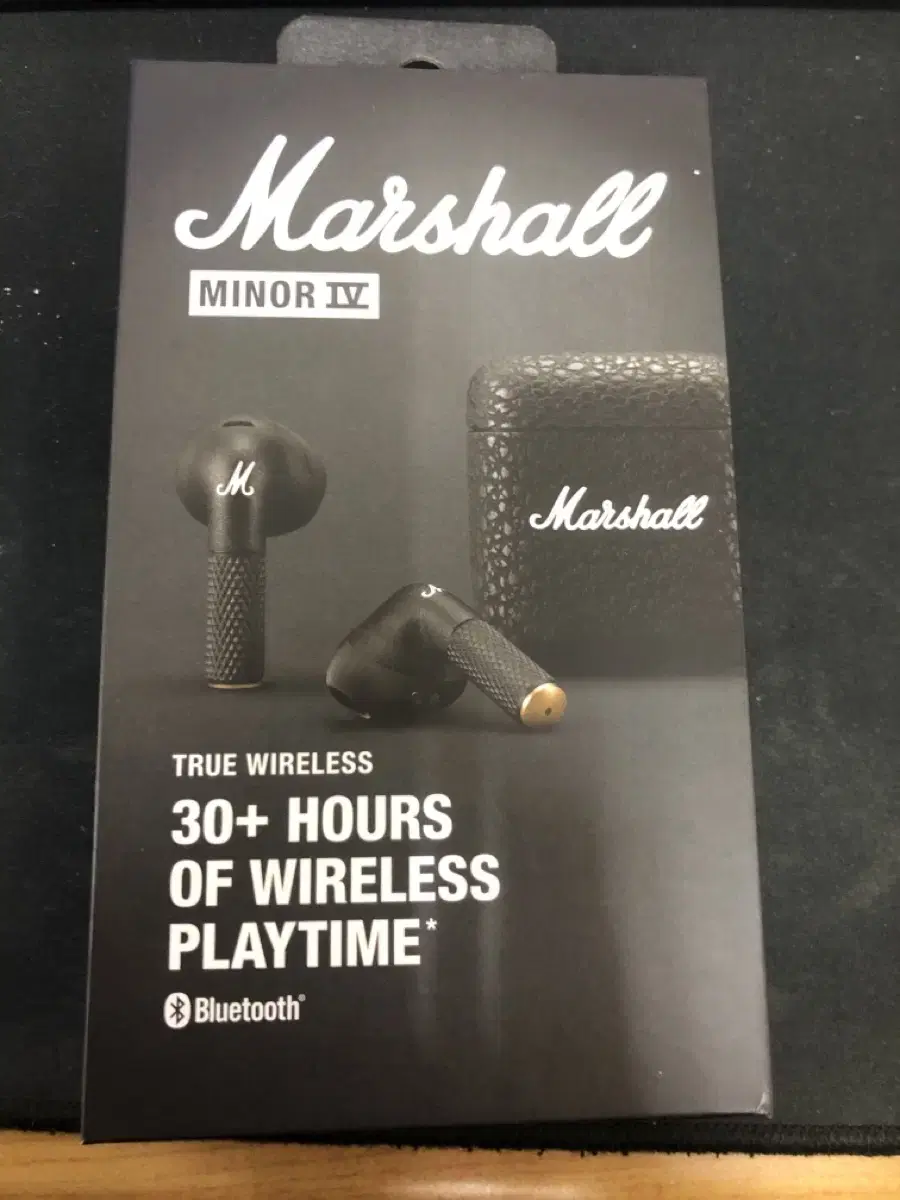 Marshall
MINOR IV
M
Marshall
TRUE WIRELESS
30+ HOURS
OF WIRELESS
PLAYTIME*
Bluetooth®